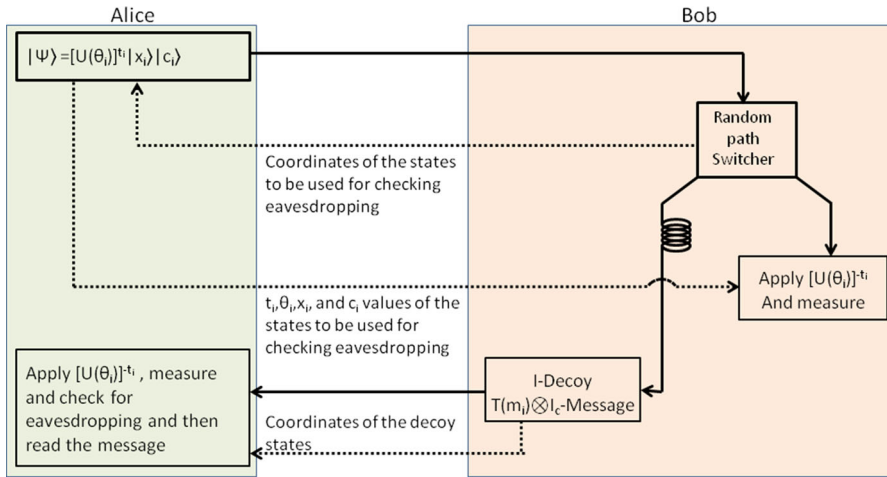 Alice
Bob
|Ψ⟩=[U(θᵢ)]ᵗⁱ|xᵢ⟩|cᵢ⟩
Random
path
Switcher
Coordinates of the states
to be used for checking
eavesdropping
Apply [U(θᵢ)]⁻ᵗⁱ
And measure
tᵢ,θᵢ,xᵢ, and cᵢ values of the
states to be used for
checking eavesdropping
Apply [U(θᵢ)]⁻ᵗⁱ , measure
and check for
eavesdropping and then
read the message
I-Decoy
T(mᵢ)⊗I꜀-Message
Coordinates of the decoy
states